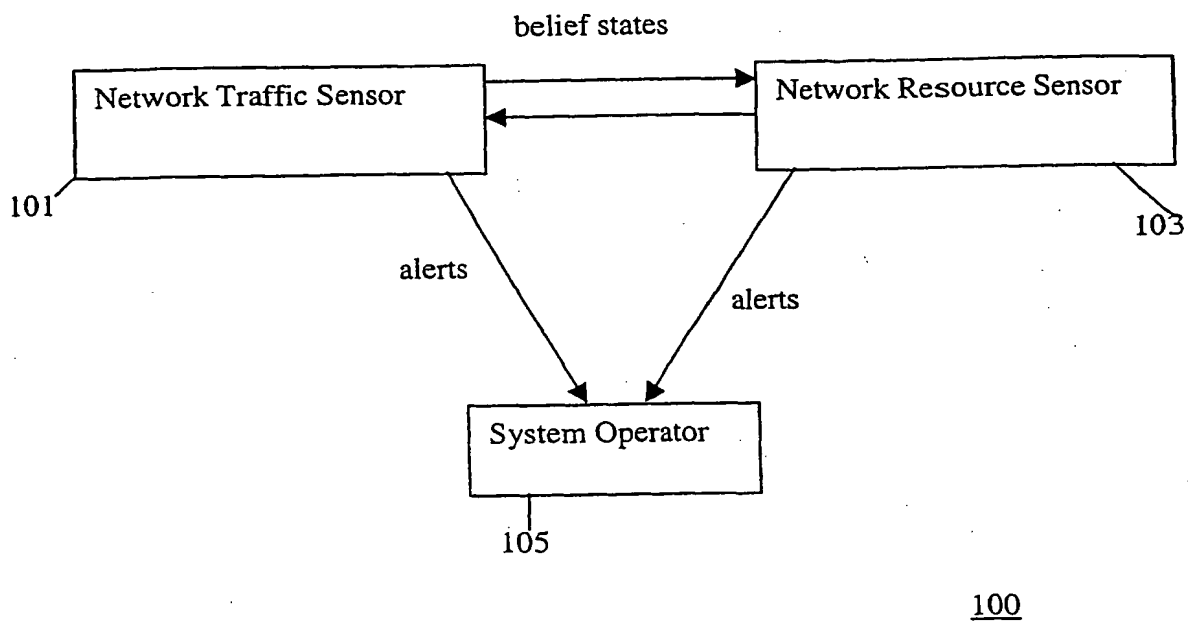 belief states
Network Traffic Sensor
Network Resource Sensor
101
103
alerts
alerts
System Operator
105
100